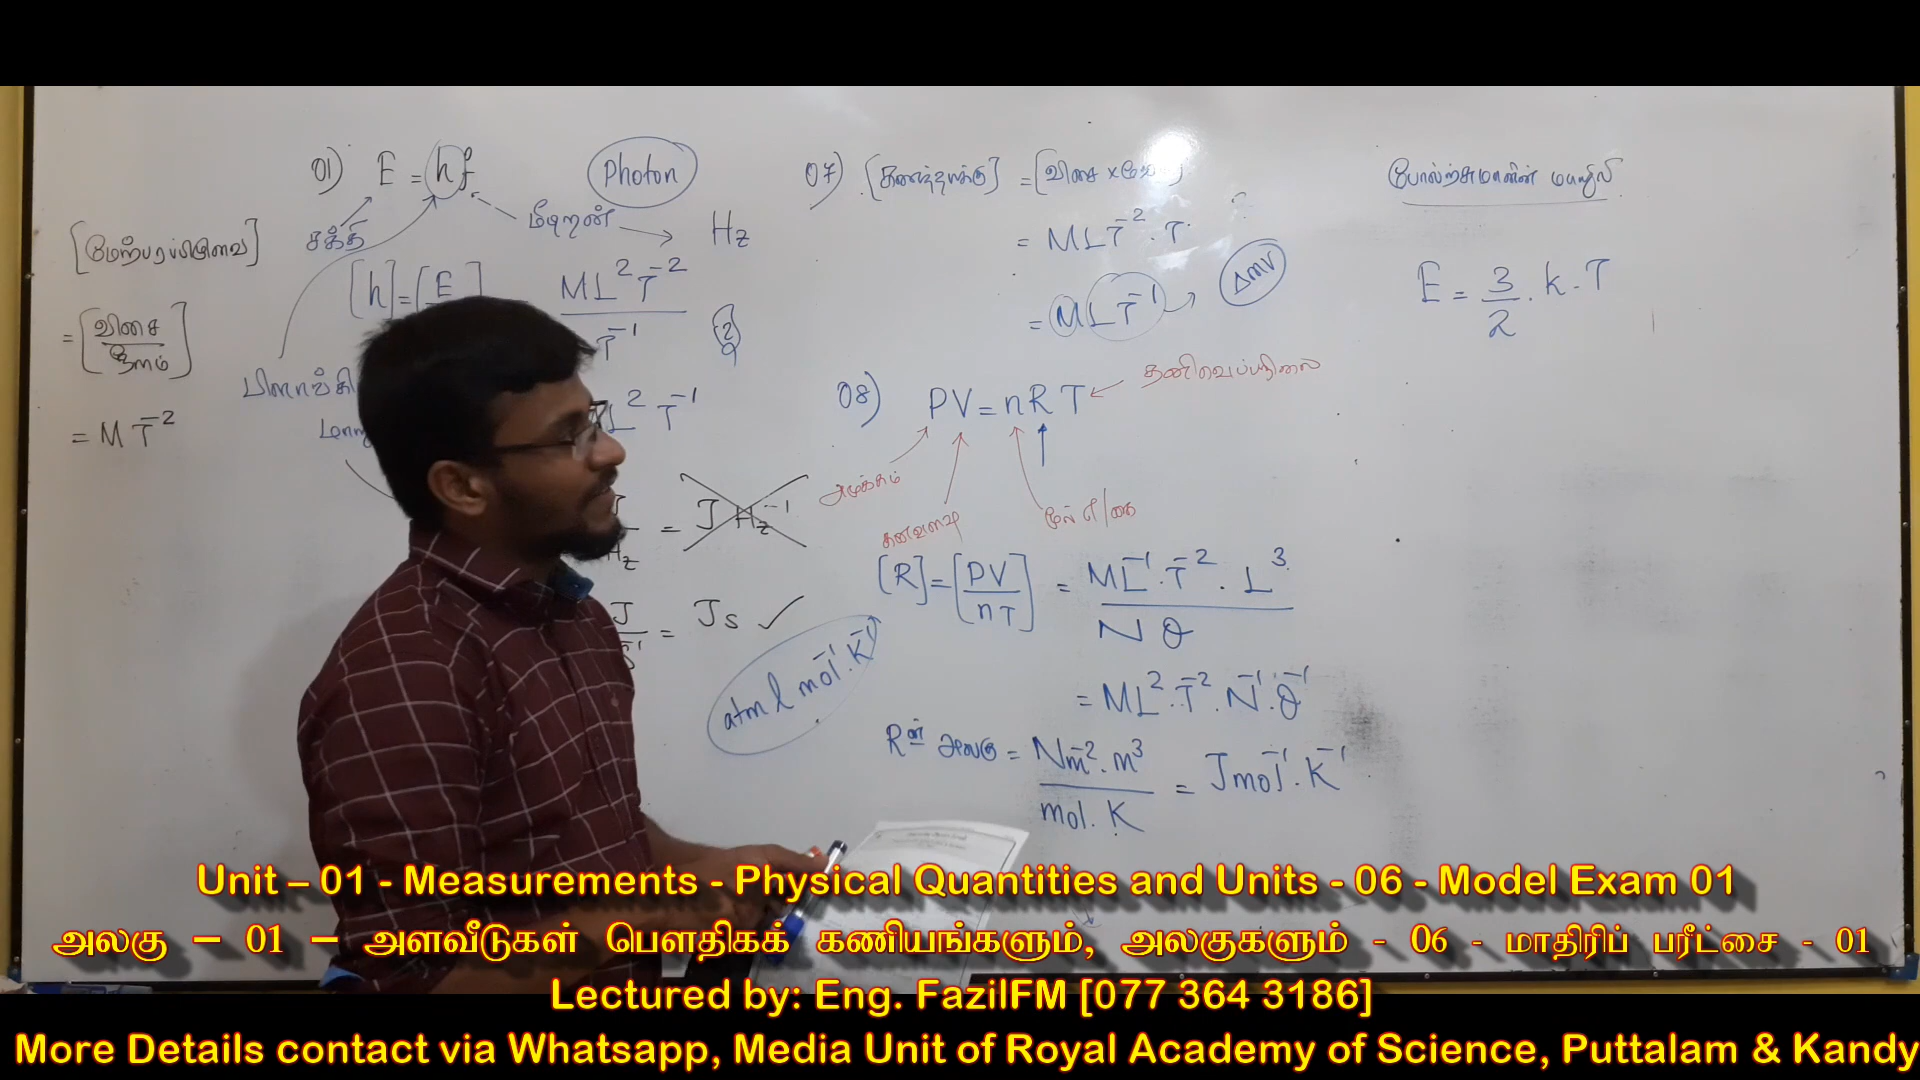 [மேற்பரப்பிழுவை]
= [விசை / நீளம்]
= M T⁻²
01) E = hf
சக்தி
மீடிறன் → Hz
Photon
[h] = [E
ML²T⁻² / T⁻¹
L² T⁻¹
Hz = J Hz⁻¹
= Js ✓
07) [கணத்தாக்கு] = [விசை ×
= MLT⁻² . T
= MLT⁻¹ → ΔmV
08) PV = nRT ← தனிவெப்பநிலை
அமுக்கம்
கனவளவு
மூல் எ/கை
[R] = [PV / nT] = ML⁻¹.T⁻² . L³ / N θ
= ML².T⁻².N⁻¹.θ⁻¹
atm l mol⁻¹.K⁻¹
R ன் அலகு = Nm⁻².m³ / mol. K = Jmol⁻¹.K⁻¹
போல்ற்சுமானின் மாறிலி
E = 3/2 . k . T
Unit – 01 - Measurements - Physical Quantities and Units - 06 - Model Exam 01
அலகு – 01 – அளவீடுகள் பௌதிகக் கணியங்களும், அலகுகளும் - 06 - மாதிரிப் பரீட்சை - 01
Lectured by: Eng. FazilFM [077 364 3186]
More Details contact via Whatsapp, Media Unit of Royal Academy of Science, Puttalam & Kandy